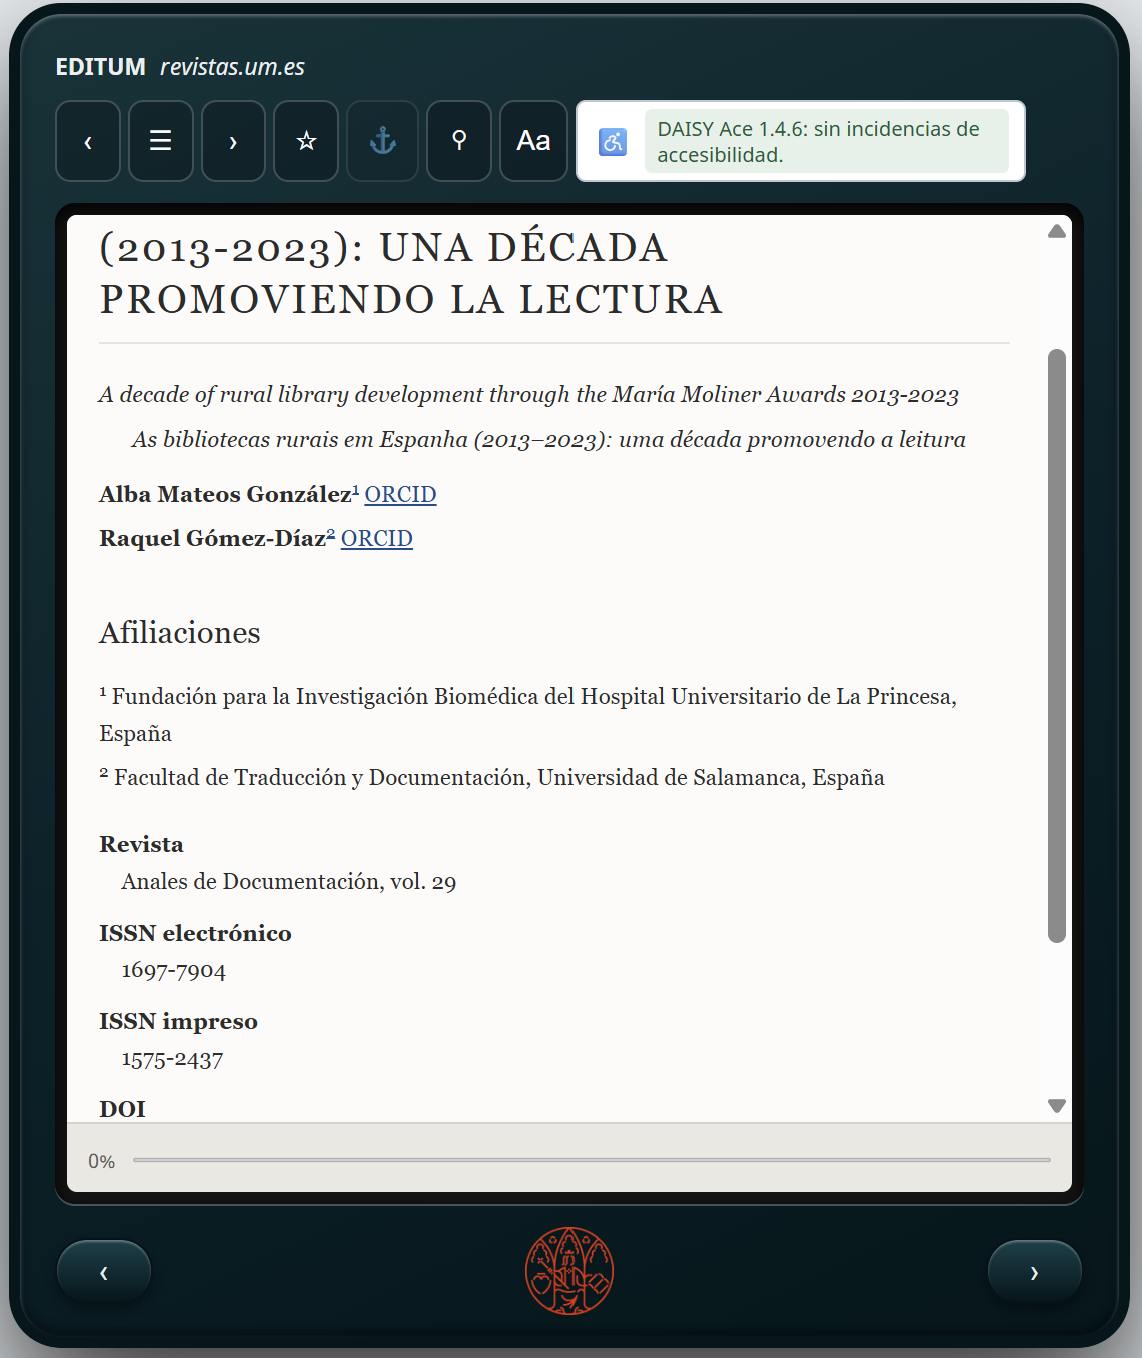 EDITUM revistas.um.es
‹ ☰ › ☆ ⚓ ⚲ Aa ♿ DAISY Ace 1.4.6: sin incidencias de
accesibilidad.
(2013-2023): UNA DÉCADA
PROMOVIENDO LA LECTURA
A decade of rural library development through the María Moliner Awards 2013-2023
As bibliotecas rurais em Espanha (2013–2023): uma década promovendo a leitura
Alba Mateos González¹ ORCID
Raquel Gómez-Díaz² ORCID
Afiliaciones
¹ Fundación para la Investigación Biomédica del Hospital Universitario de La Princesa,
España
² Facultad de Traducción y Documentación, Universidad de Salamanca, España
Revista
Anales de Documentación, vol. 29
ISSN electrónico
1697-7904
ISSN impreso
1575-2437
DOI
0%
‹ ›